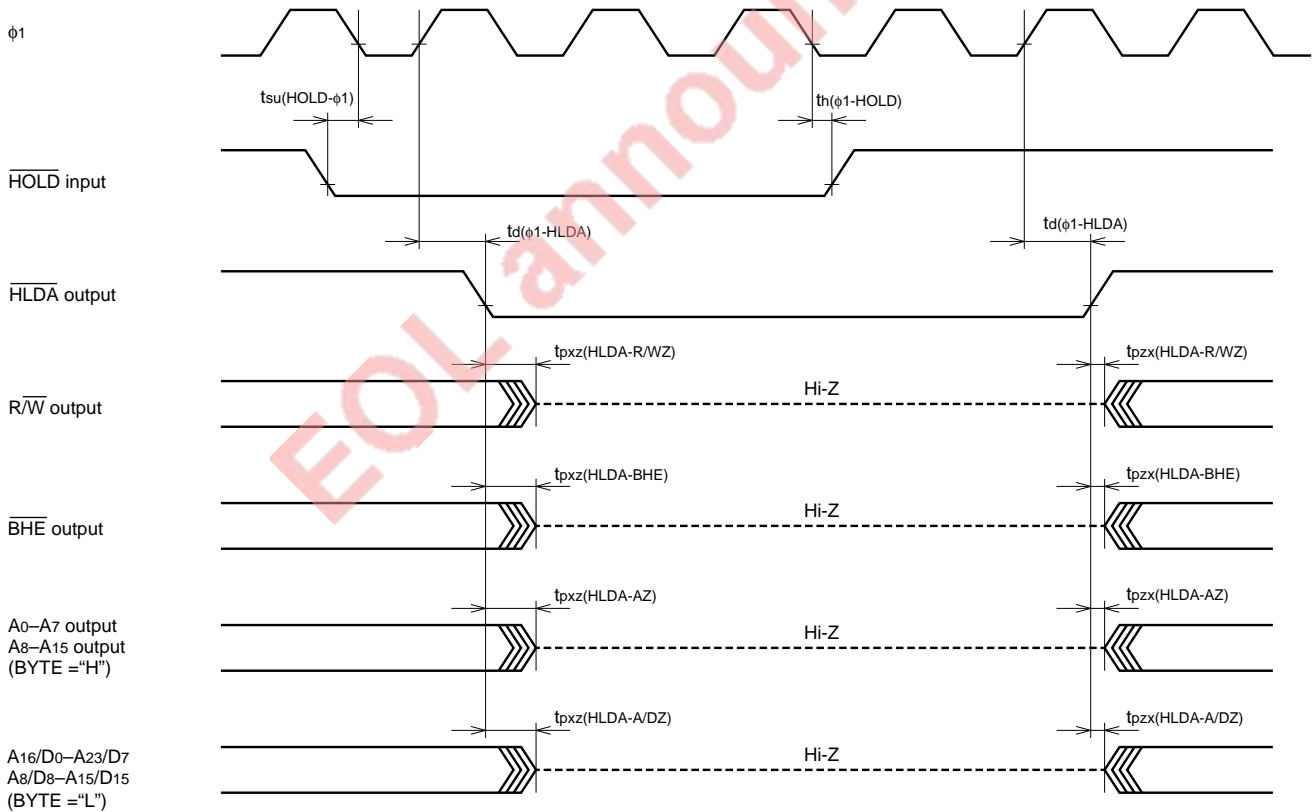 ϕ1
tsu(HOLD-ϕ1)
th(ϕ1-HOLD)
HOLD input
td(ϕ1-HLDA)
td(ϕ1-HLDA)
HLDA output
tpxz(HLDA-R/WZ)
tpzx(HLDA-R/WZ)
R/W output
Hi-Z
tpxz(HLDA-BHE)
tpzx(HLDA-BHE)
BHE output
Hi-Z
tpxz(HLDA-AZ)
tpzx(HLDA-AZ)
A0–A7 output
A8–A15 output
(BYTE =“H”)
Hi-Z
tpxz(HLDA-A/DZ)
tpzx(HLDA-A/DZ)
A16/D0–A23/D7
A8/D8–A15/D15
(BYTE =“L”)
Hi-Z
EOL